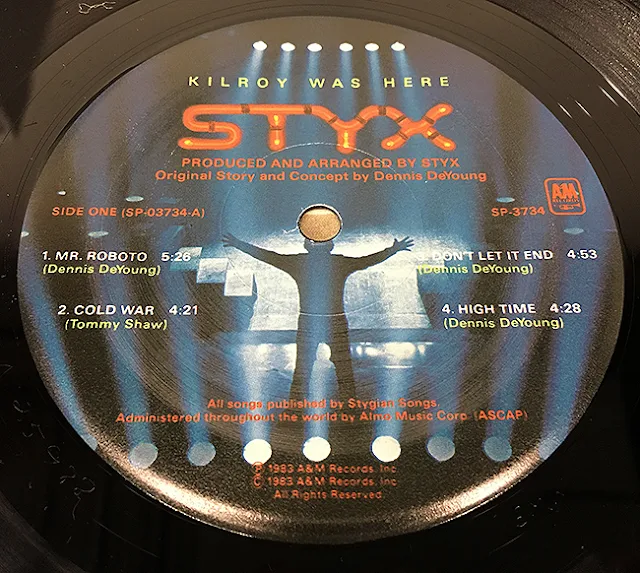 KILROY WAS HERE
STYX
PRODUCED AND ARRANGED BY STYX
Original Story and Concept by Dennis DeYoung
SIDE ONE (SP-03734-A)
SP-3734
A&M
RECORDS
1. MR. ROBOTO 5:26
(Dennis DeYoung)
2. COLD WAR 4:21
(Tommy Shaw)
3. DON'T LET IT END 4:53
(Dennis DeYoung)
4. HIGH TIME 4:28
(Dennis DeYoung)
All songs published by Stygian Songs.
Administered throughout the world by Almo Music Corp. (ASCAP)
℗ 1983 A&M Records, Inc.
© 1983 A&M Records, Inc.
All Rights Reserved.